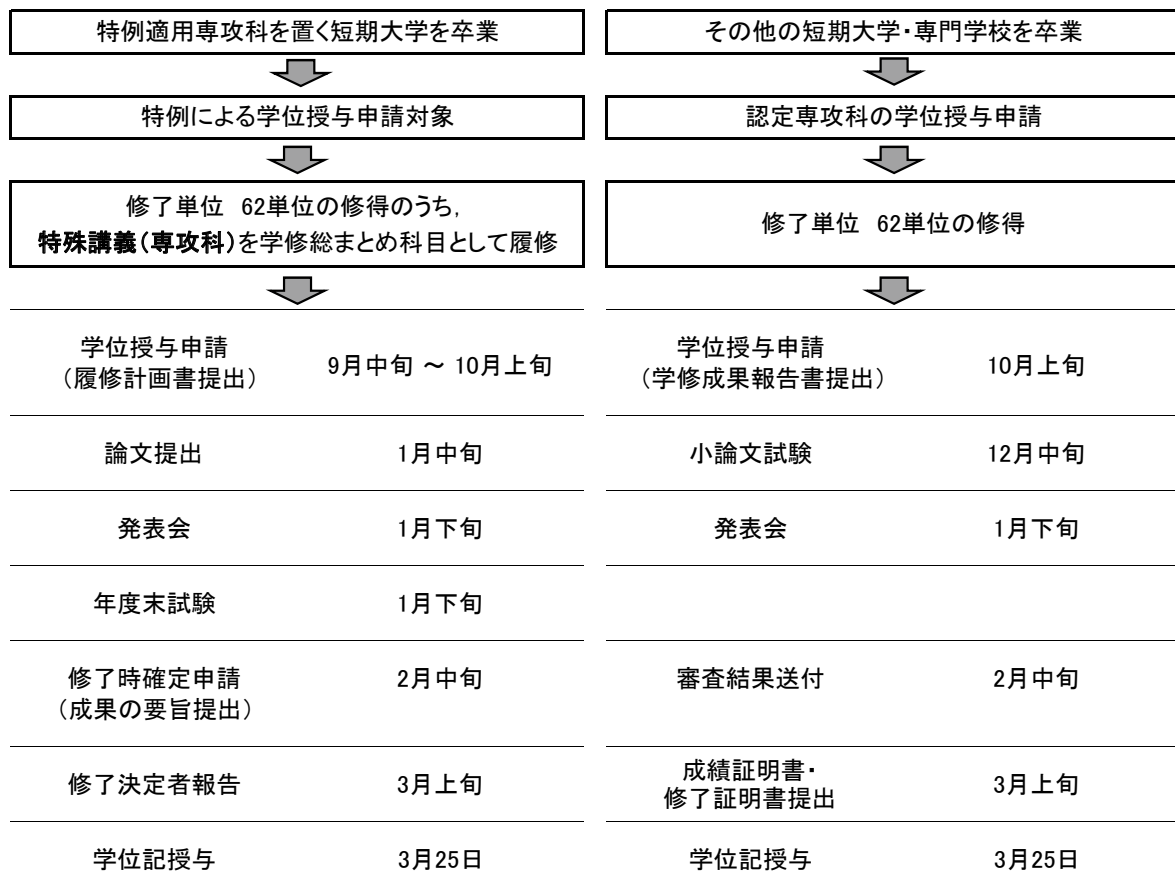 特例適用専攻科を置く短期大学を卒業
特例による学位授与申請対象
修了単位 62単位の修得のうち,
特殊講義(専攻科)を学修総まとめ科目として履修
学位授与申請
(履修計画書提出)
9月中旬 ～ 10月上旬
論文提出
1月中旬
発表会
1月下旬
年度末試験
1月下旬
修了時確定申請
(成果の要旨提出)
2月中旬
修了決定者報告
3月上旬
学位記授与
3月25日
その他の短期大学・専門学校を卒業
認定専攻科の学位授与申請
修了単位 62単位の修得
学位授与申請
(学修成果報告書提出)
10月上旬
小論文試験
12月中旬
発表会
1月下旬
審査結果送付
2月中旬
成績証明書・
修了証明書提出
3月上旬
学位記授与
3月25日